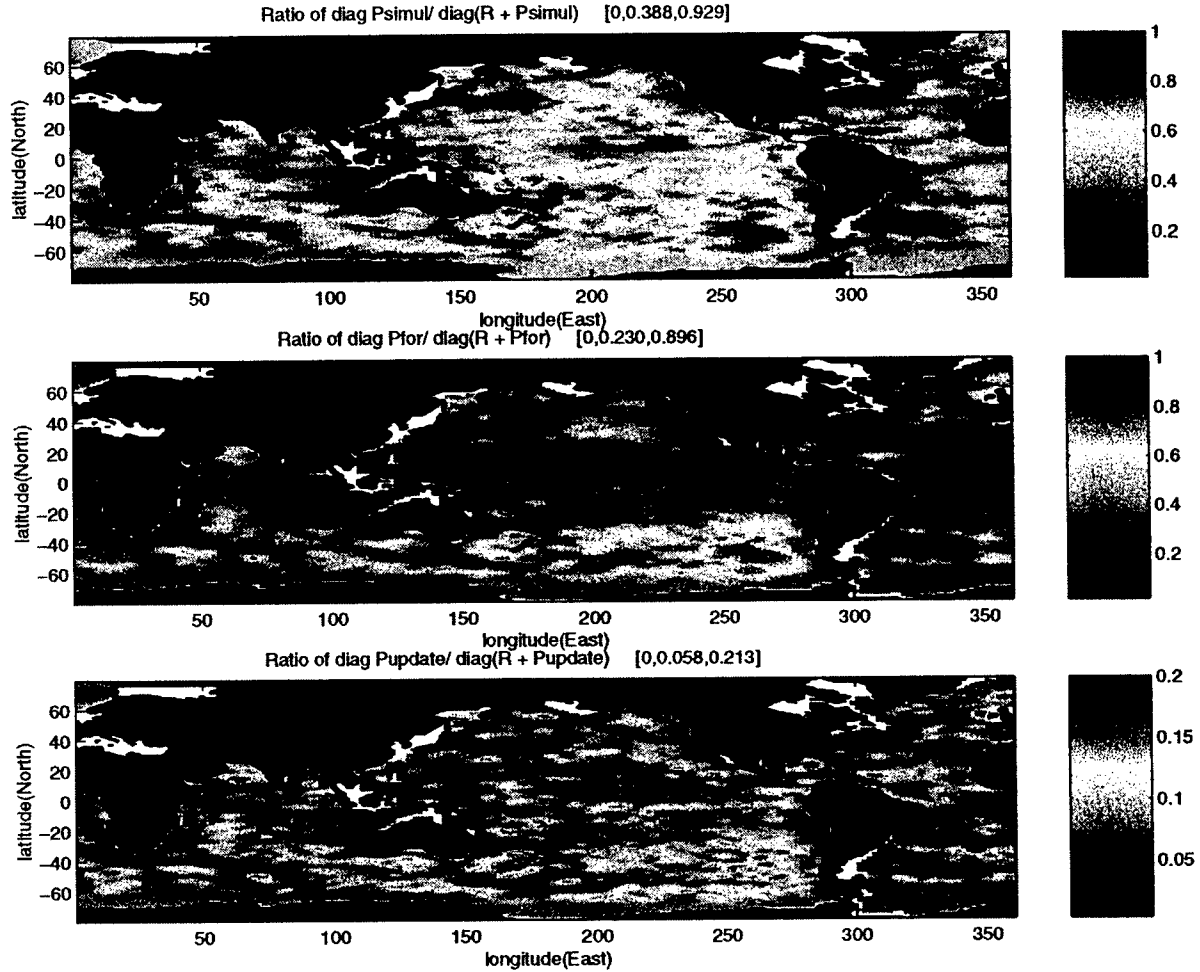 Ratio of diag Psimul/ diag(R + Psimul) [0,0.388,0.929]
latitude(North)
60
40
20
0
−20
−40
−60
50 100 150 200 250 300 350
longitude(East)
1
0.8
0.6
0.4
0.2
Ratio of diag Pfor/ diag(R + Pfor) [0,0.230,0.896]
latitude(North)
60
40
20
0
−20
−40
−60
50 100 150 200 250 300 350
longitude(East)
1
0.8
0.6
0.4
0.2
Ratio of diag Pupdate/ diag(R + Pupdate) [0,0.058,0.213]
latitude(North)
60
40
20
0
−20
−40
−60
50 100 150 200 250 300 350
longitude(East)
0.2
0.15
0.1
0.05